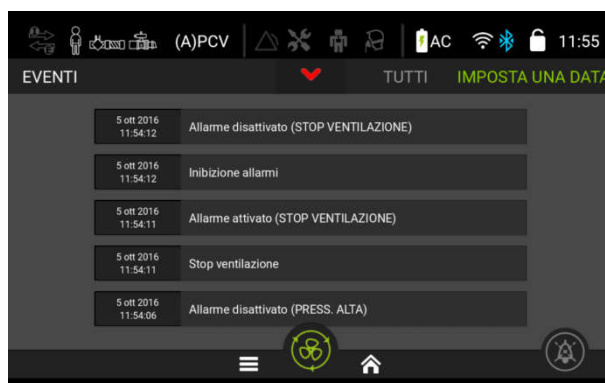 (A)PCV AC 11:55
EVENTI TUTTI IMPOSTA UNA DATA
5 ott 2016
11:54:12
Allarme disattivato (STOP VENTILAZIONE)
5 ott 2016
11:54:12
Inibizione allarmi
5 ott 2016
11:54:11
Allarme attivato (STOP VENTILAZIONE)
5 ott 2016
11:54:11
Stop ventilazione
5 ott 2016
11:54:06
Allarme disattivato (PRESS. ALTA)